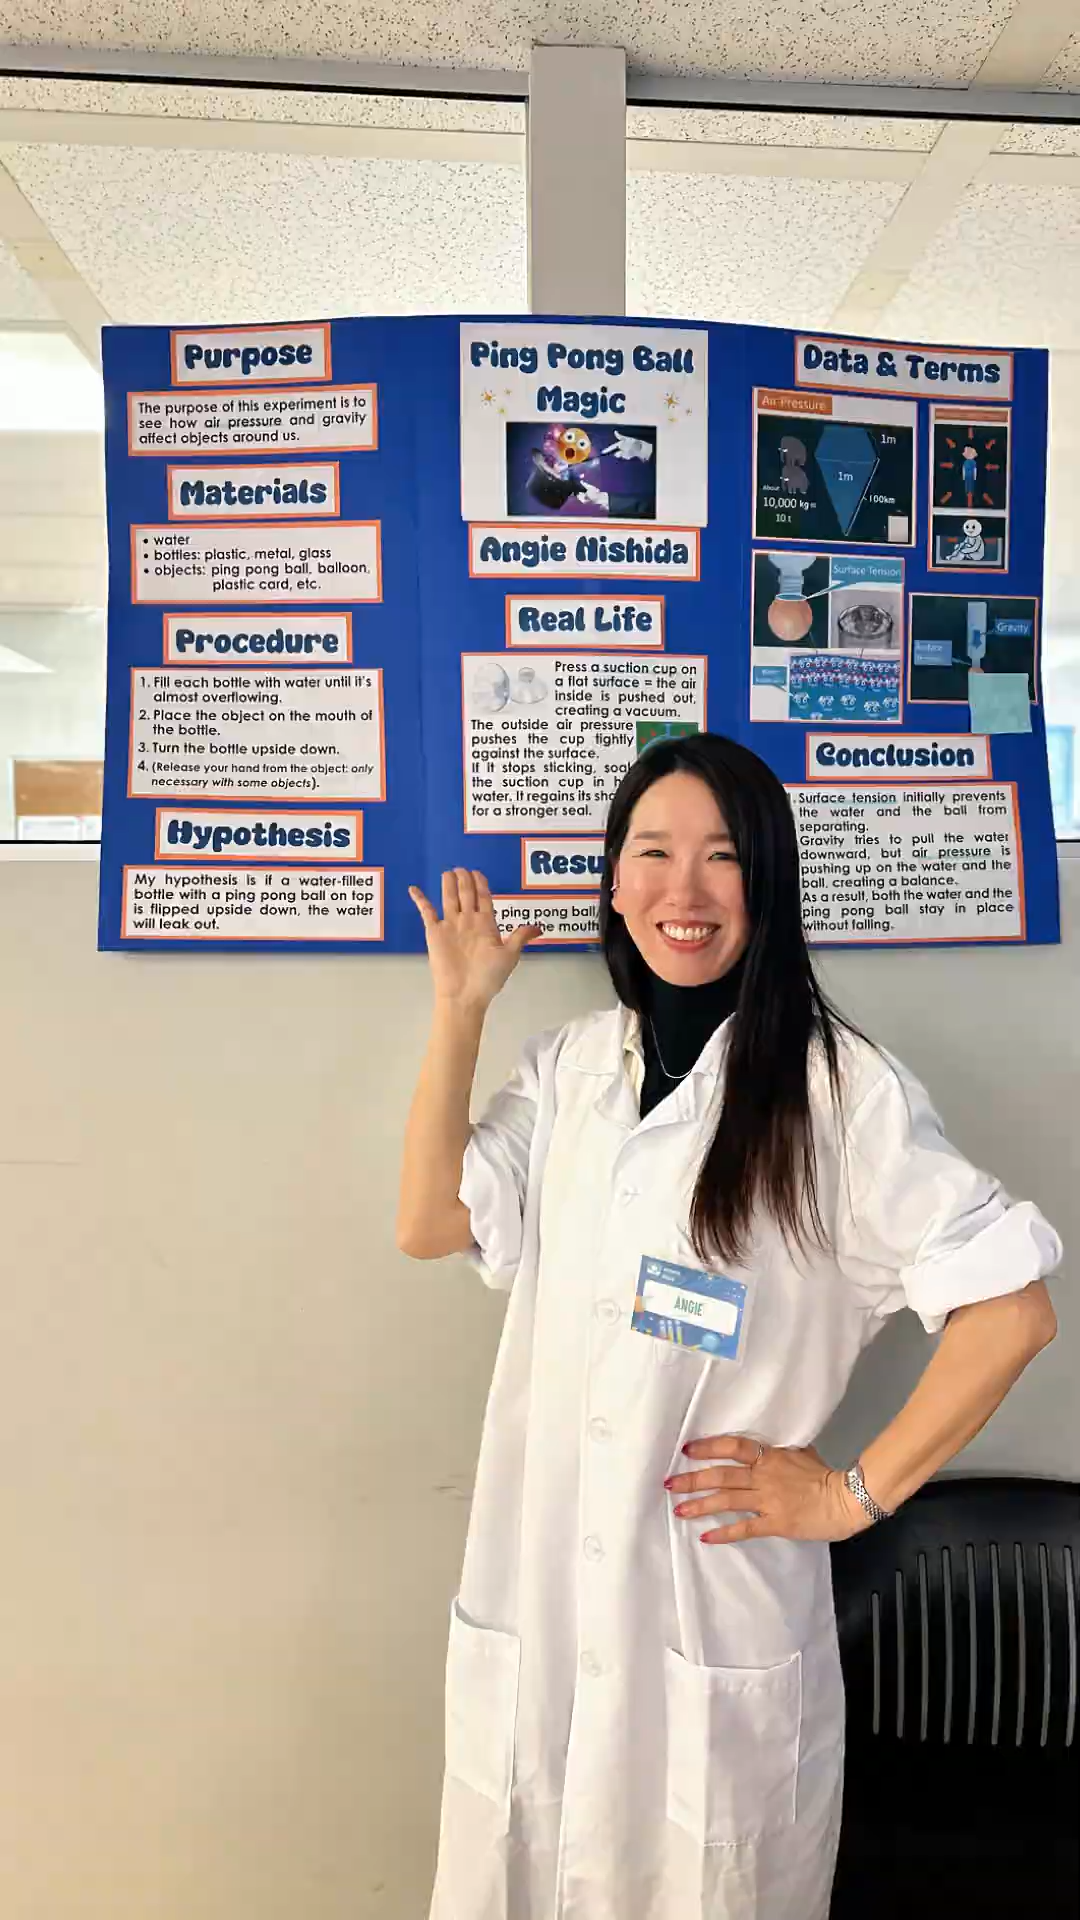 Purpose
The purpose of this experiment is to
see how air pressure and gravity
affect objects around us.
Materials
• water
• bottles: plastic, metal, glass
• objects: ping pong ball, balloon,
plastic card, etc.
Procedure
1. Fill each bottle with water until it's
almost overflowing.
2. Place the object on the mouth of
the bottle.
3. Turn the bottle upside down.
4. (Release your hand from the object: only
necessary with some objects).
Hypothesis
My hypothesis is if a water-filled
bottle with a ping pong ball on top
is flipped upside down, the water
will leak out.
Ping Pong Ball
Magic
Angie Nishida
Real Life
Press a suction cup on
a flat surface = the air
inside is pushed out,
creating a vacuum.
The outside air pressure
pushes the cup tightly
against the surface.
If it stops sticking, soa
the suction cup in h
water. It regains its sha
for a stronger seal.
Resu
ping pong ball/
the mouth
Data & Terms
Air Pressure
1m
1m
About
10,000 kg=
10 t
100km
Surface Tension
Gravity
Surface
Conclusion
Surface tension initially prevents
the water and the ball from
separating.
Gravity tries to pull the water
downward, but air pressure is
pushing up on the water and the
ball, creating a balance.
As a result, both the water and the
ping pong ball stay in place
without falling.
ANGIE